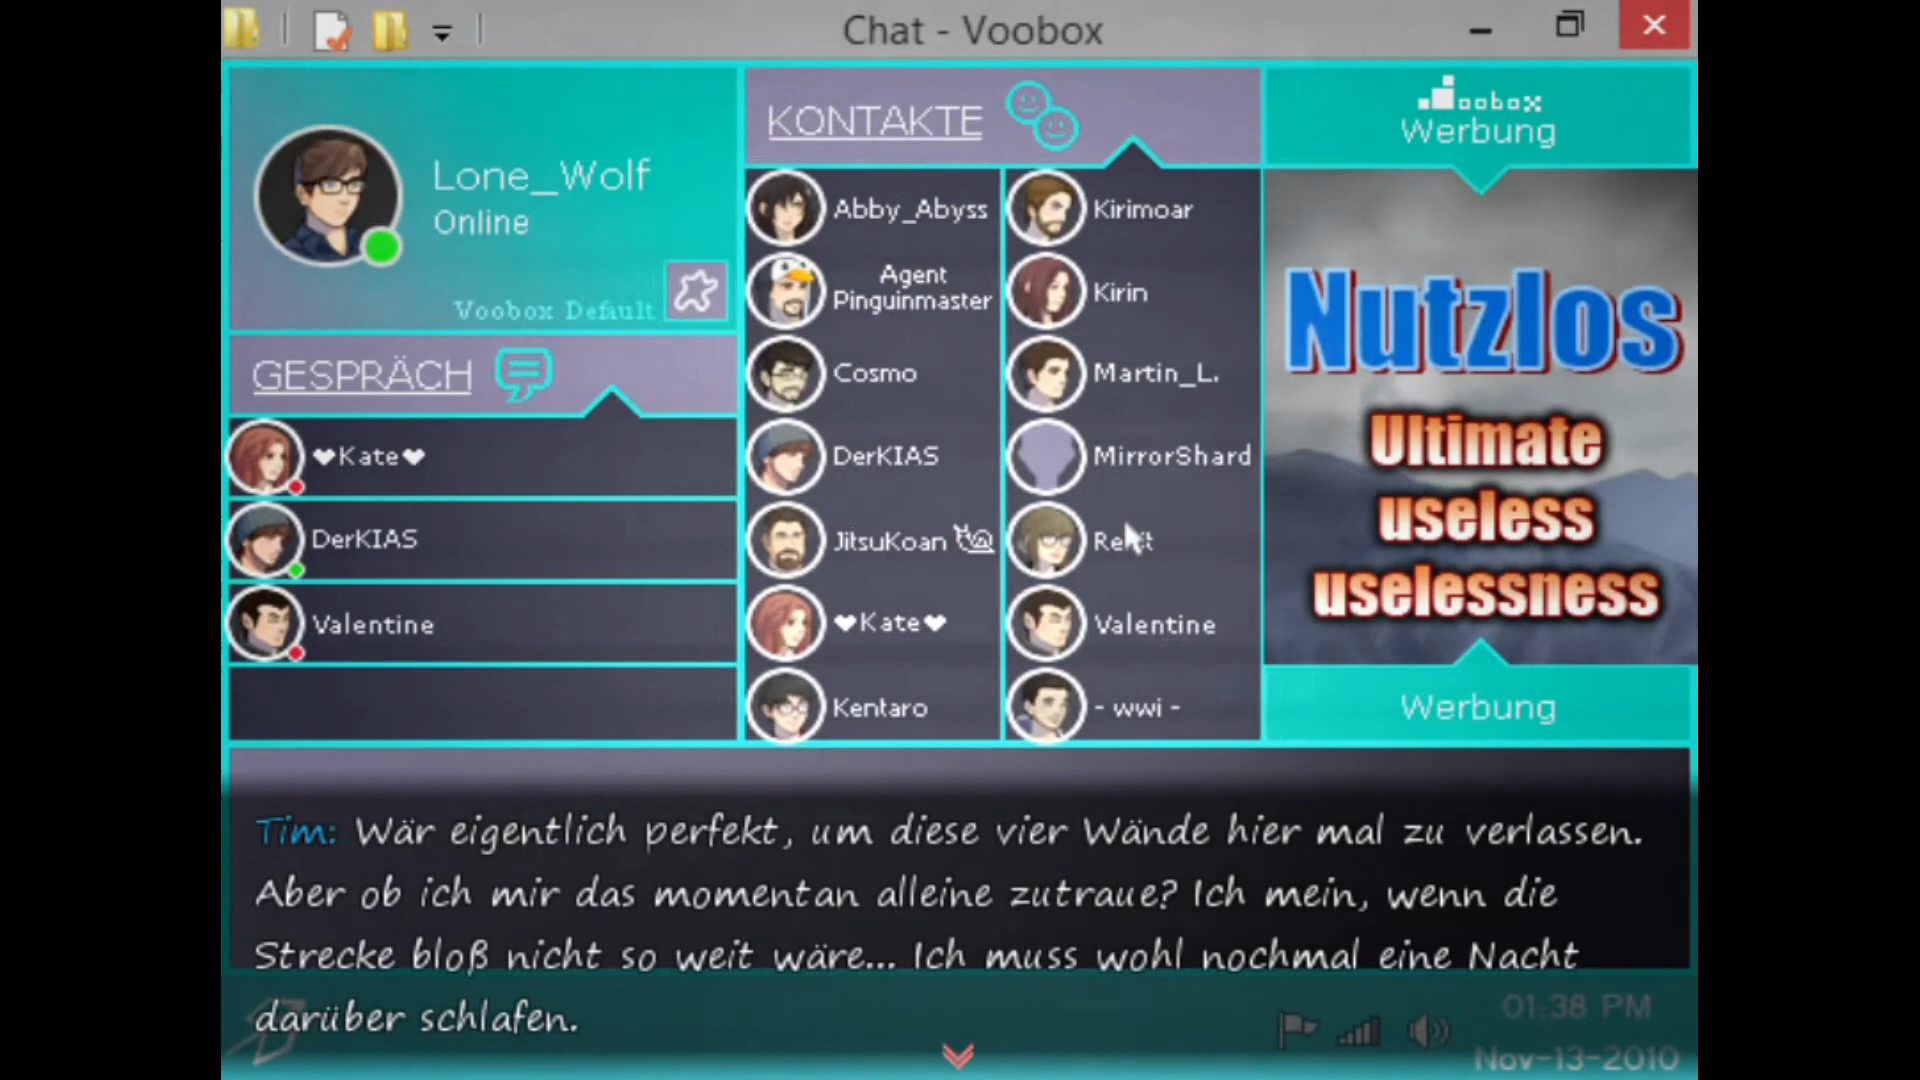 Chat - Voobox
Lone_Wolf
Online
Voobox Default
GESPRÄCH
❤Kate❤
DerKIAS
Valentine
KONTAKTE
Abby_Abyss
Agent
Pinguinmaster
Cosmo
DerKIAS
JitsuKoan
❤Kate❤
Kentaro
Kirimoar
Kirin
Martin_L.
MirrorShard
Valentine
- wwi -
Voobox
Werbung
Nutzlos
Ultimate
useless
uselessness
Werbung
Tim: Wär eigentlich perfekt, um diese vier Wände hier mal zu verlassen.
Aber ob ich mir das momentan alleine zutraue? Ich mein, wenn die
Strecke bloß nicht so weit wäre... Ich muss wohl nochmal eine Nacht
darüber schlafen.
01:38 PM
Nov-13-2010